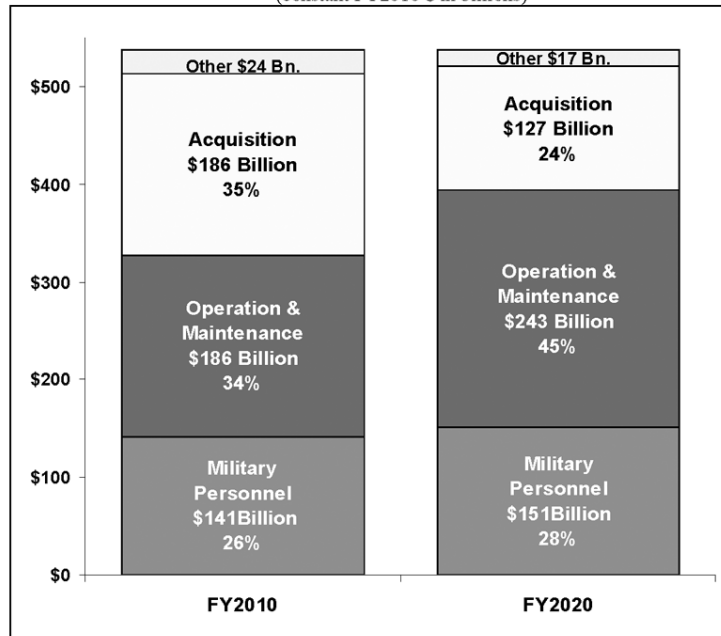 Other $24 Bn.
Acquisition
$186 Billion
35%
Operation &
Maintenance
$186 Billion
34%
Military
Personnel
$141Billion
26%
Other $17 Bn.
Acquisition
$127 Billion
24%
Operation &
Maintenance
$243 Billion
45%
Military
Personnel
$151Billion
28%
$500
$400
$300
$200
$100
$0
FY2010
FY2020